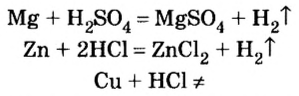 Mg + H₂SO₄ = MgSO₄ + H₂↑
Zn + 2HCl = ZnCl₂ + H₂↑
Cu + HCl ≠